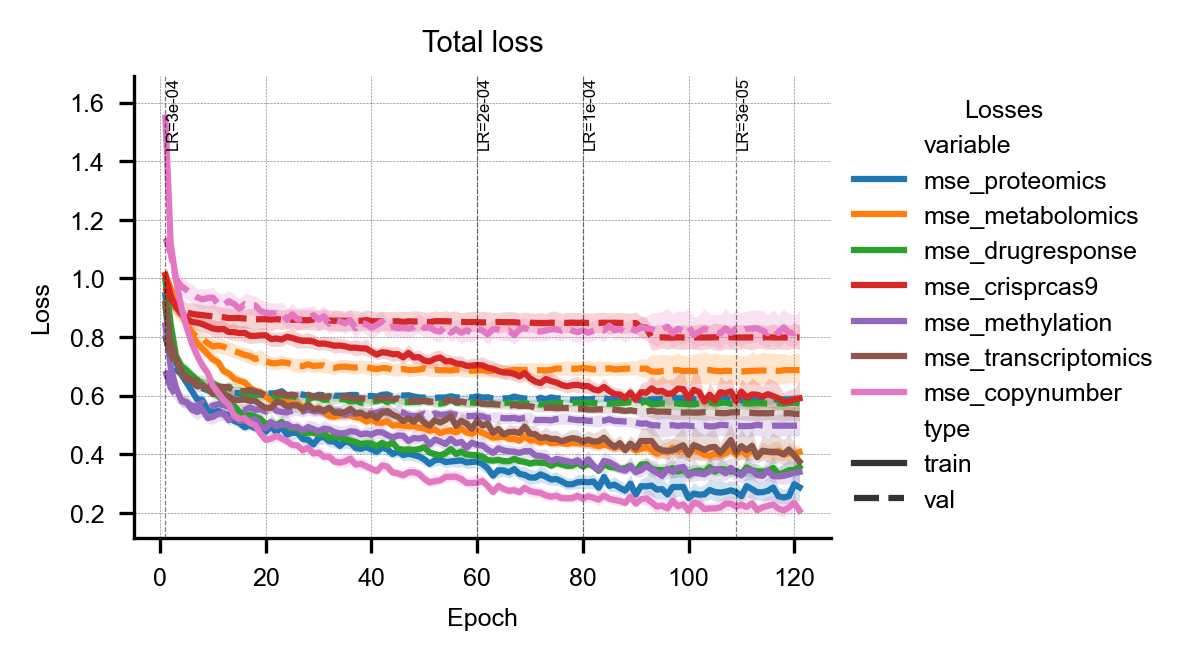 Total loss
LR=3e-04
LR=2e-04
LR=1e-04
LR=3e-05
1.6
1.4
1.2
1.0
0.8
0.6
0.4
0.2
Loss
0 20 40 60 80 100 120
Epoch
Losses
variable
mse_proteomics
mse_metabolomics
mse_drugresponse
mse_crisprcas9
mse_methylation
mse_transcriptomics
mse_copynumber
type
train
val